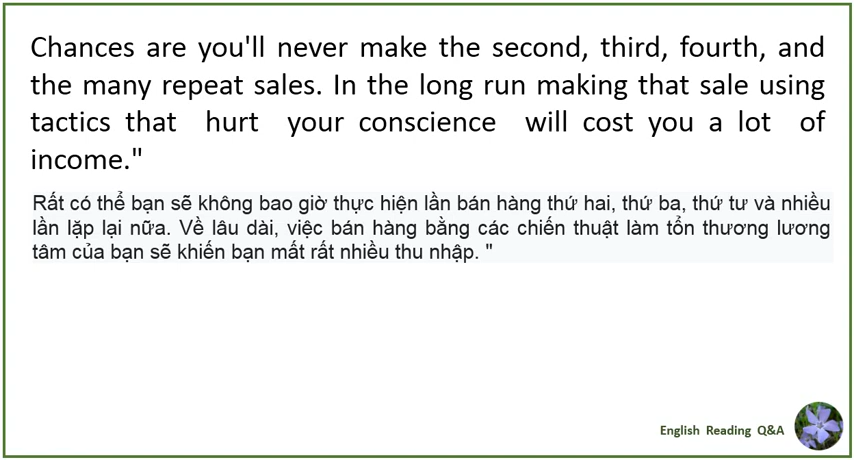 Chances are you'll never make the second, third, fourth, and
the many repeat sales. In the long run making that sale using
tactics that hurt your conscience will cost you a lot of
income."
Rất có thể bạn sẽ không bao giờ thực hiện lần bán hàng thứ hai, thứ ba, thứ tư và nhiều
lần lặp lại nữa. Về lâu dài, việc bán hàng bằng các chiến thuật làm tổn thương lương
tâm của bạn sẽ khiến bạn mất rất nhiều thu nhập. "
English Reading Q&A